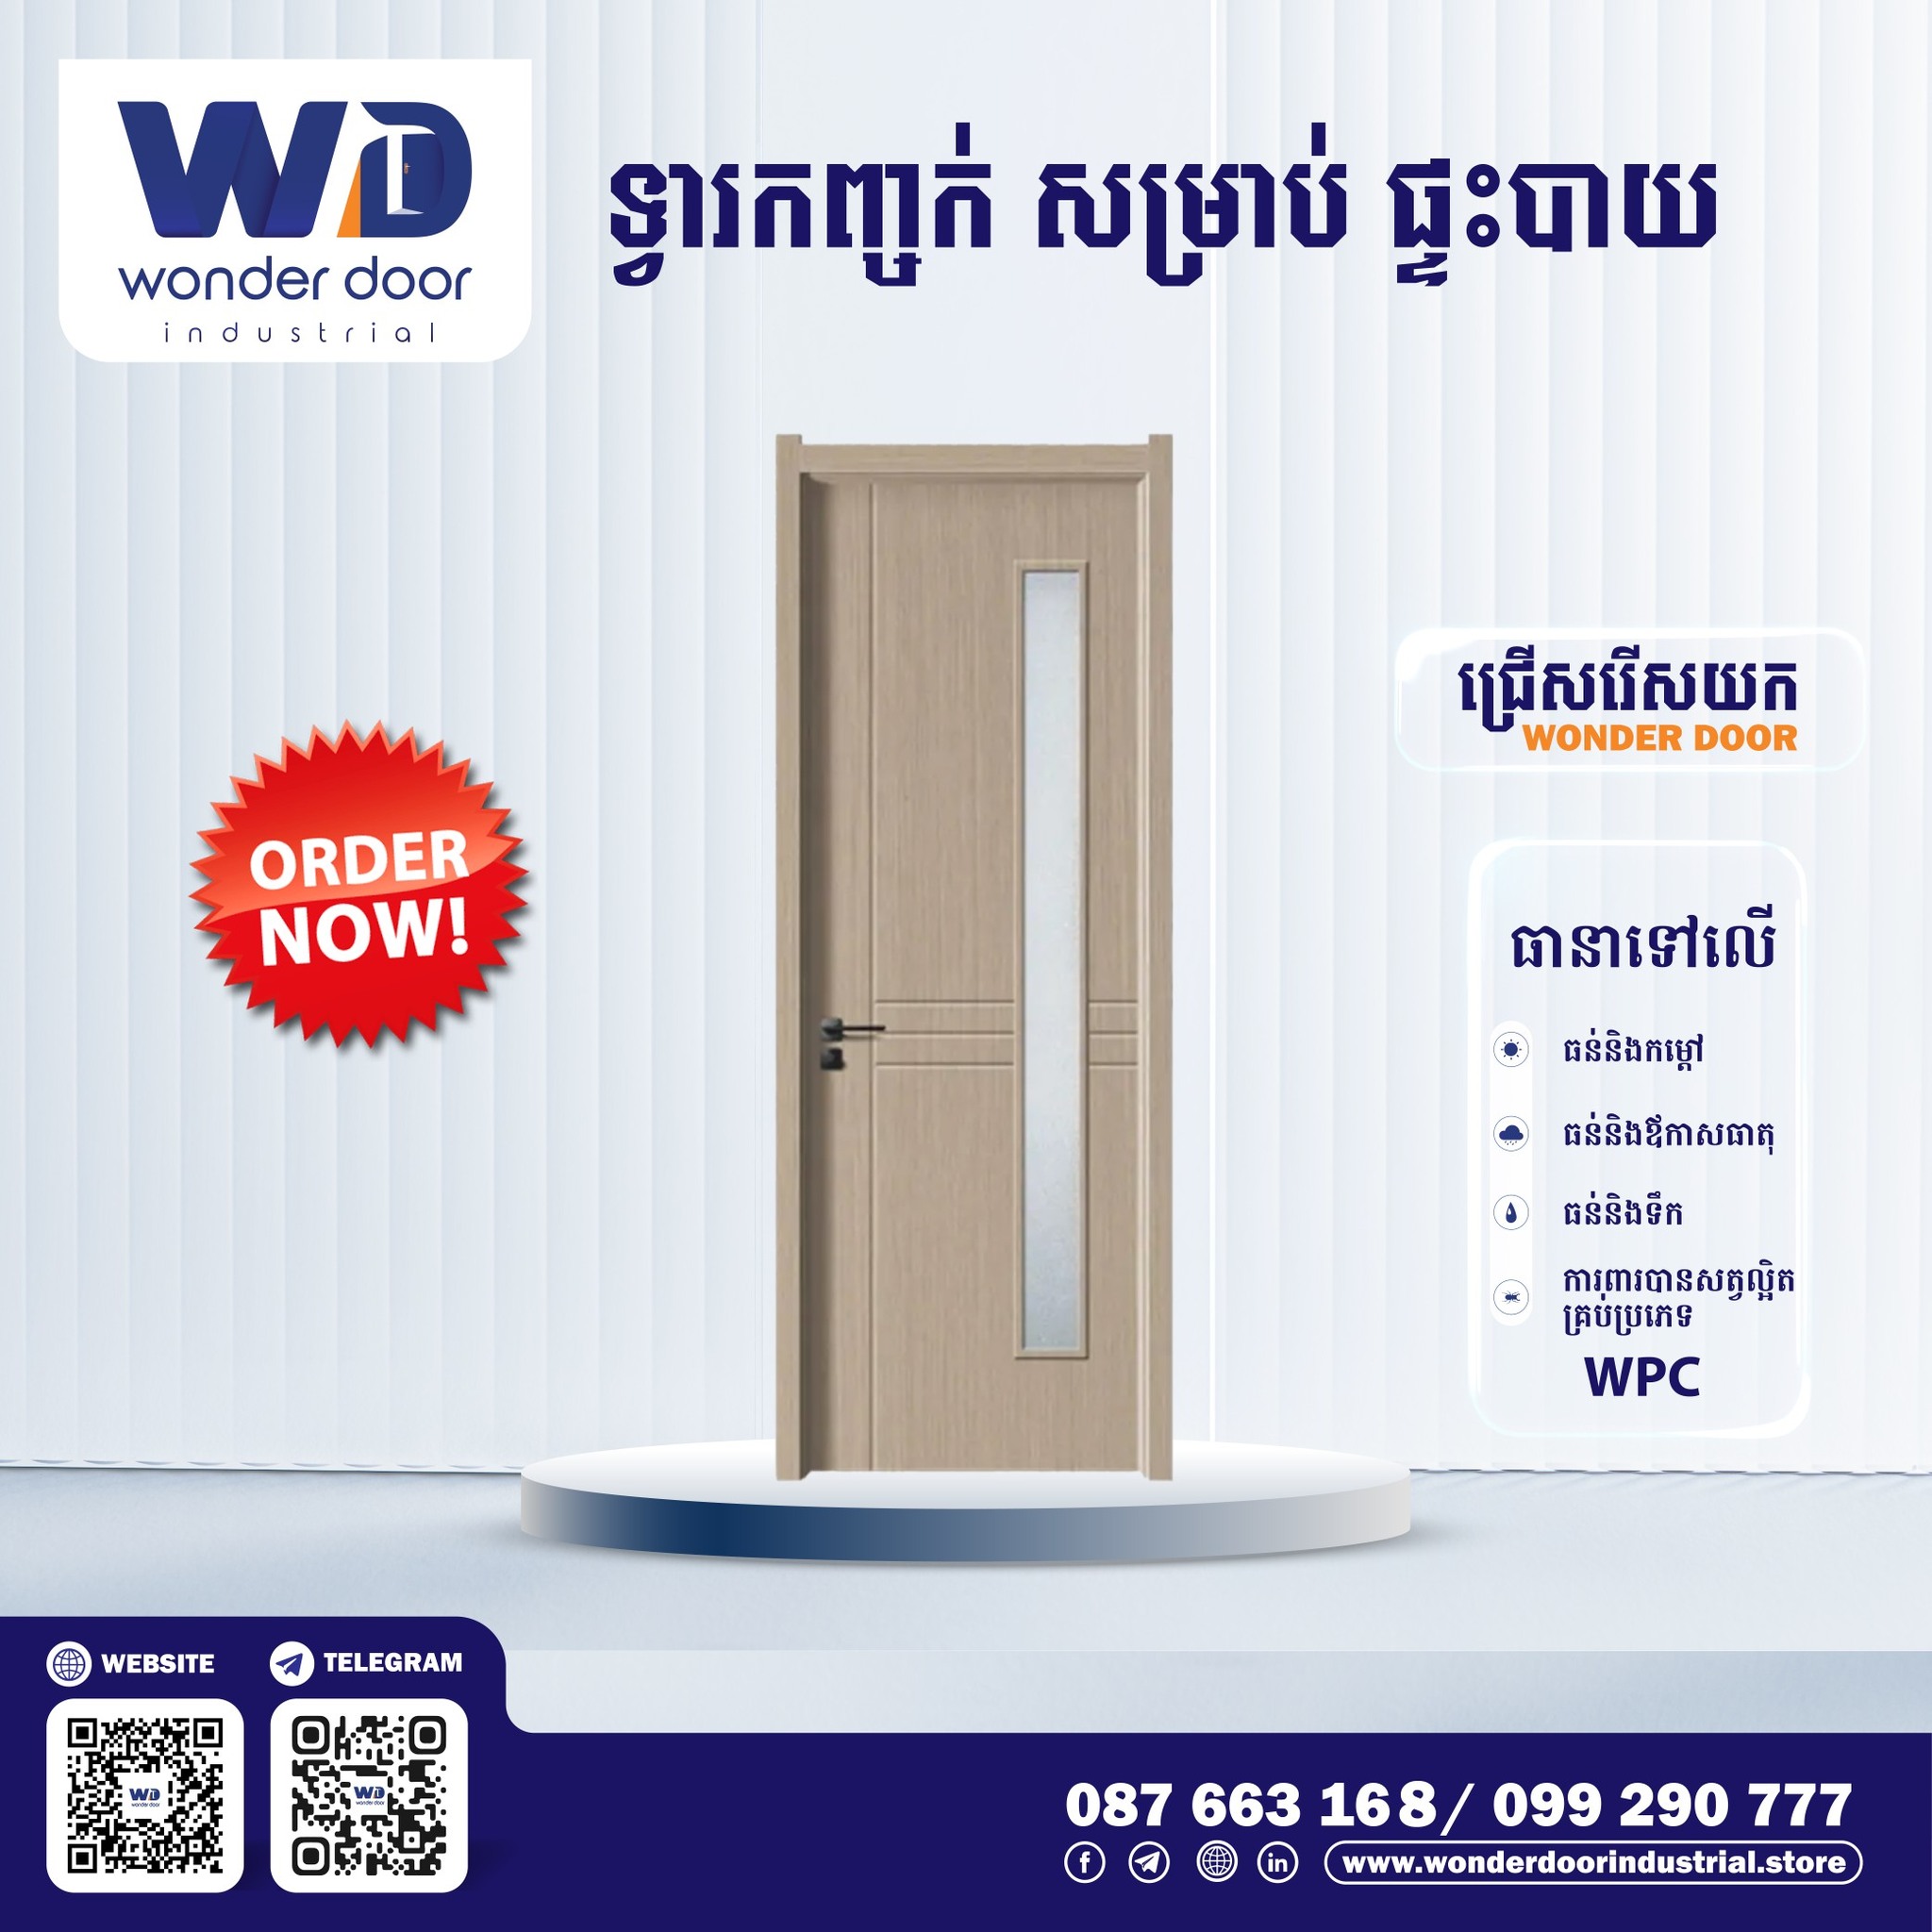 WD
wonder door
industrial
ទ្វារកញ្ចក់ សម្រាប់ ផ្ទះបាយ
ជ្រើសរើសយក
WONDER DOOR
ORDER
NOW!
ធានាទៅលើ
ធន់និងកម្ដៅ
ធន់និងឪកាសធាតុ
ធន់និងទឹក
ការពារបានសត្វល្អិត
គ្រប់ប្រភេទ
WPC
WEBSITE
TELEGRAM
087 663 168/ 099 290 777
www.wonderdoorindustrial.store